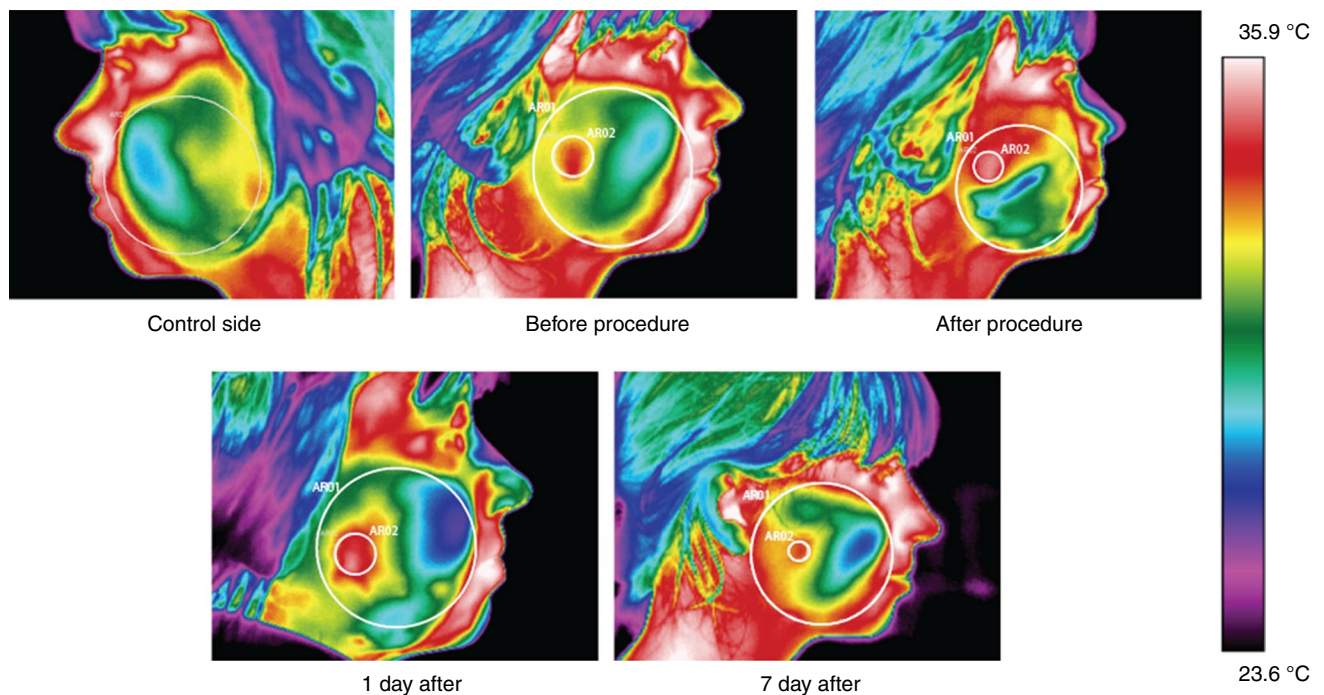 35.9 °C
AR01
AR01
AR02
AR01
AR02
Control side
Before procedure
After procedure
AR01
AR02
AR01
AR02
1 day after
7 day after
23.6 °C